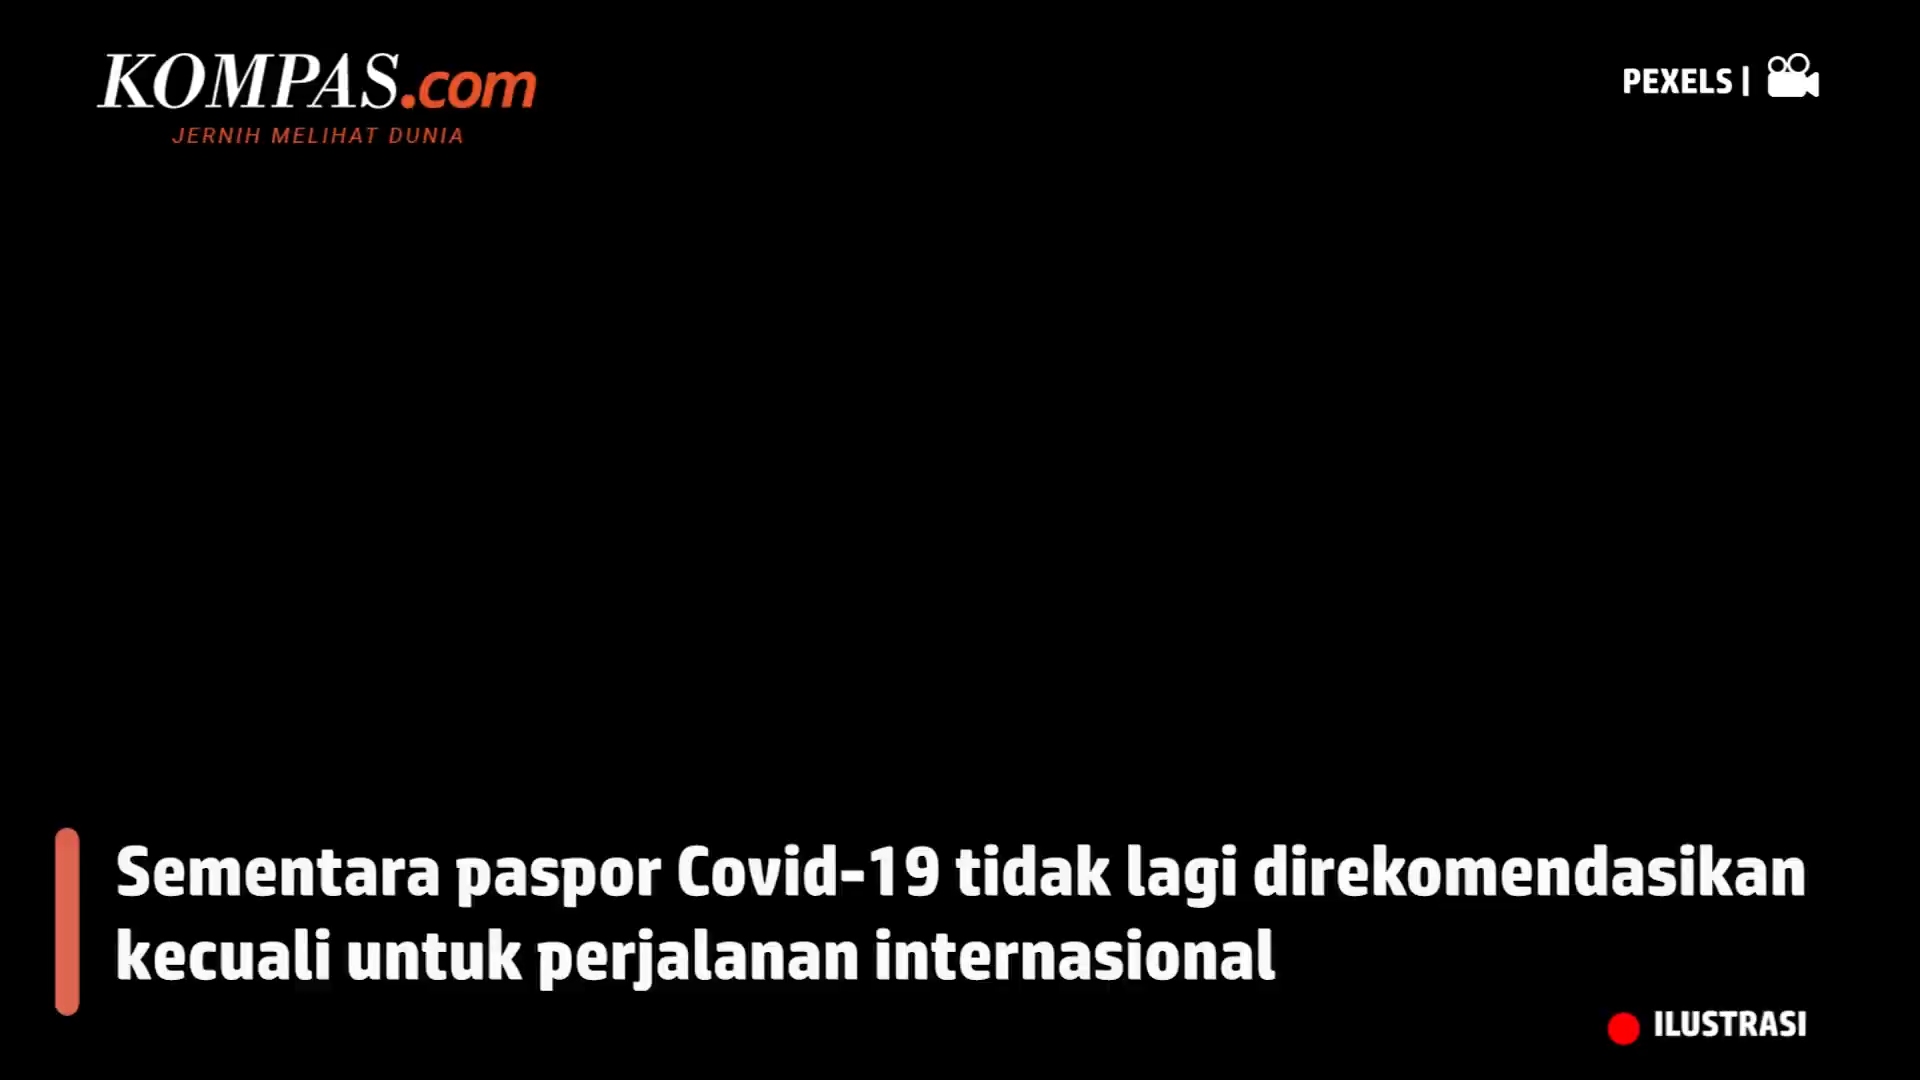 KOMPAS.com
JERNIH MELIHAT DUNIA
PEXELS |
Sementara paspor Covid-19 tidak lagi direkomendasikan
kecuali untuk perjalanan internasional
ILUSTRASI